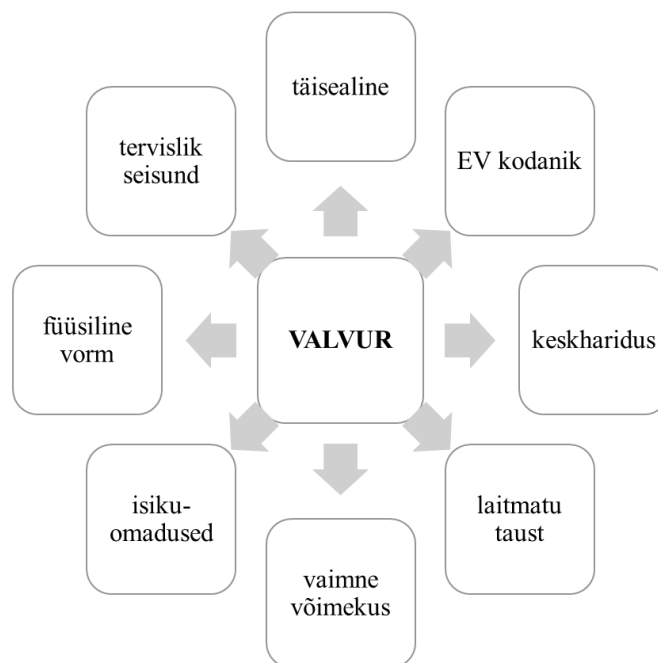 täisealine
EV kodanik
keskharidus
laitmatu
taust
vaimne
võimekus
isiku-
omadused
füüsiline
vorm
tervislik
seisund
VALVUR